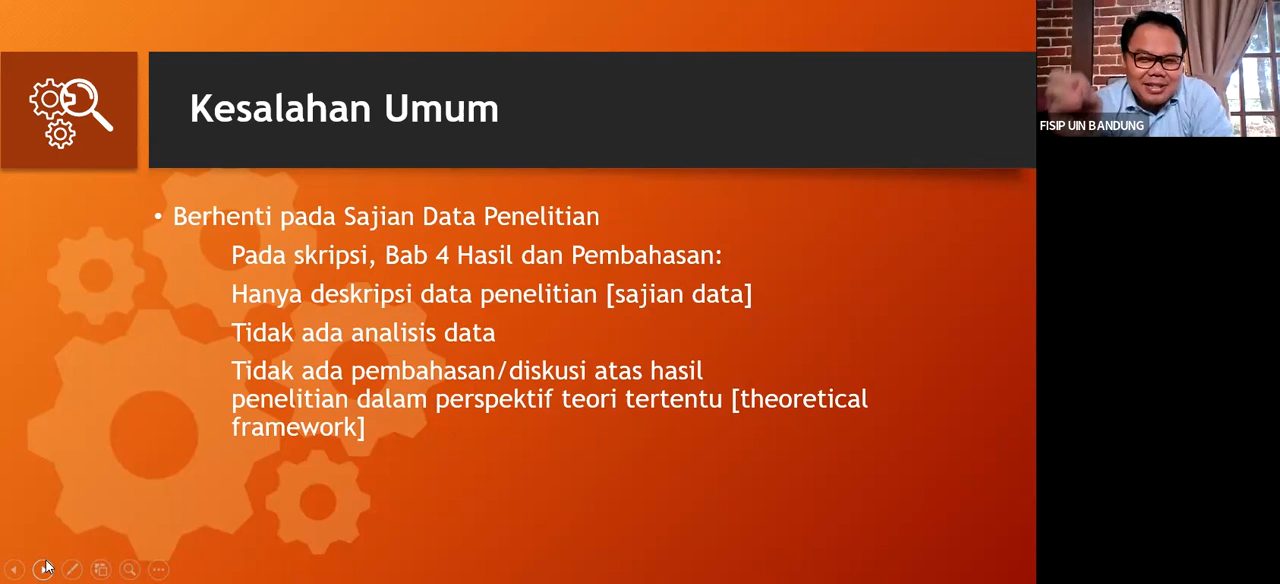 Kesalahan Umum
• Berhenti pada Sajian Data Penelitian
Pada skripsi, Bab 4 Hasil dan Pembahasan:
Hanya deskripsi data penelitian [sajian data]
Tidak ada analisis data
Tidak ada pembahasan/diskusi atas hasil
penelitian dalam perspektif teori tertentu [theoretical
framework]
FISIP UIN BANDUNG